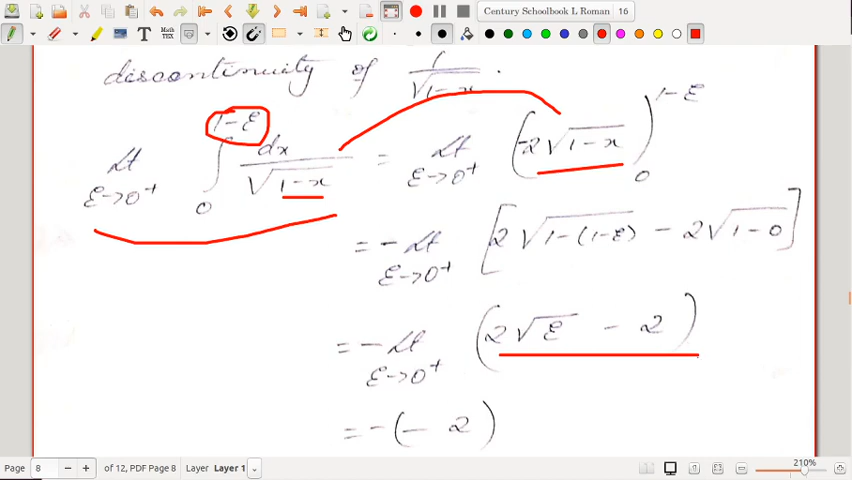 Century Schoolbook L Roman 16
T Math TEX
discontinuity of 1/√(1-x) .
Lt ε→0+ ∫₀^(1-ε) dx/√(1-x) = Lt ε→0+ (-2√(1-x))₀^(1-ε)
= - Lt ε→0+ [2√(1-(1-ε)) - 2√(1-0)]
= - Lt ε→0+ (2√ε - 2)
= - (- 2)
Page 8 of 12, PDF Page 8 Layer Layer 1 210%